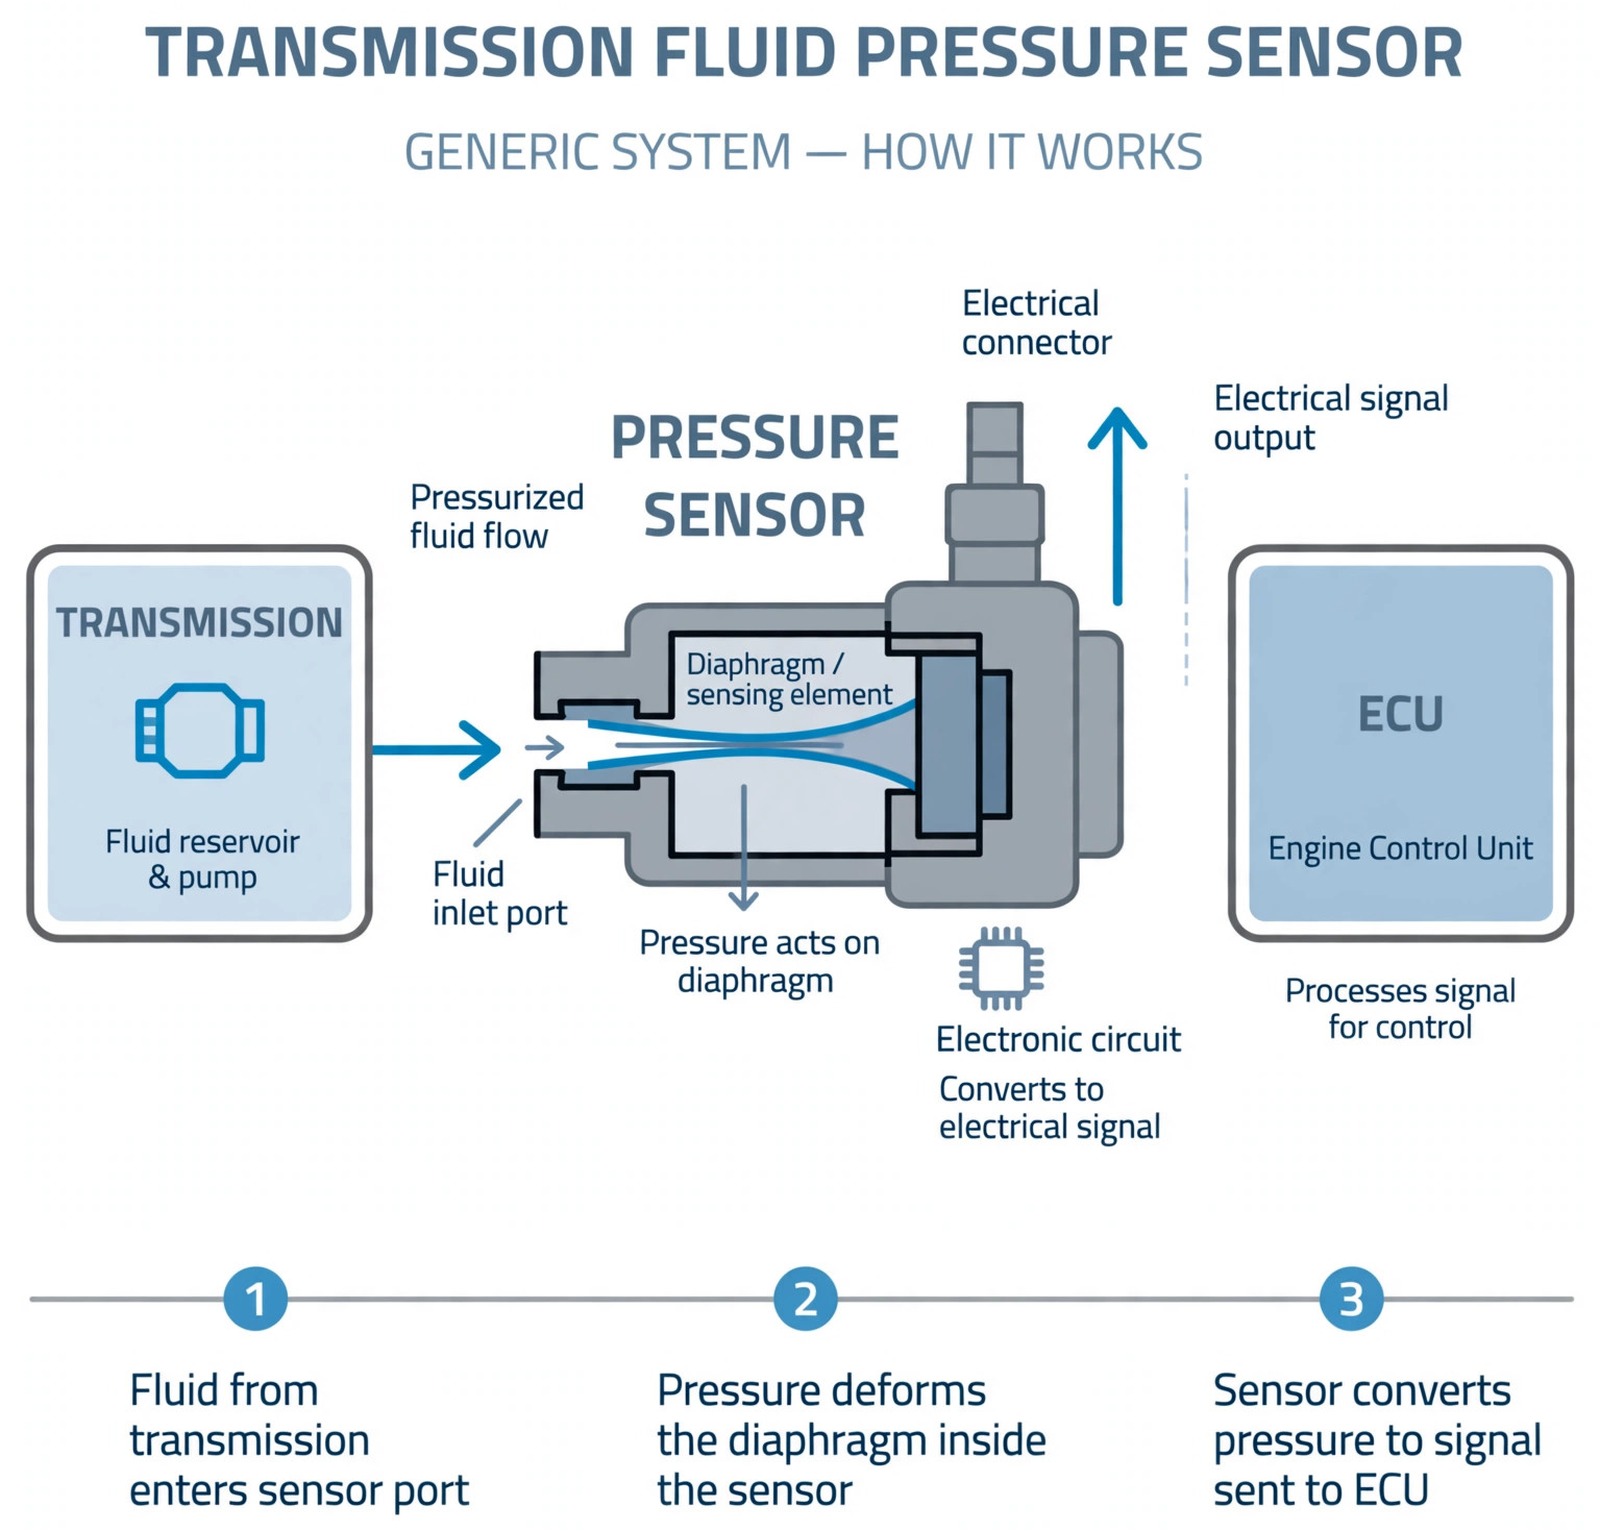 TRANSMISSION FLUID PRESSURE SENSOR
GENERIC SYSTEM — HOW IT WORKS
Electrical
connector
Electrical signal
output
PRESSURE
SENSOR
Pressurized
fluid flow
TRANSMISSION
Fluid reservoir
& pump
Diaphragm /
sensing element
ECU
Engine Control Unit
Fluid
inlet port
Pressure acts on
diaphragm
Processes signal
for control
Electronic circuit
Converts to
electrical signal
1
Fluid from
transmission
enters sensor port
2
Pressure deforms
the diaphragm inside
the sensor
3
Sensor converts
pressure to signal
sent to ECU